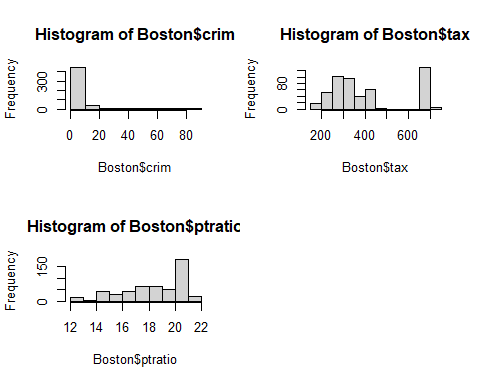 Histogram of Boston$crim
Frequency
0
300
0 20 40 60 80
Boston$crim
Histogram of Boston$tax
Frequency
0
80
200 400 600
Boston$tax
Histogram of Boston$ptratic
Frequency
0
150
12 14 16 18 20 22
Boston$ptratio